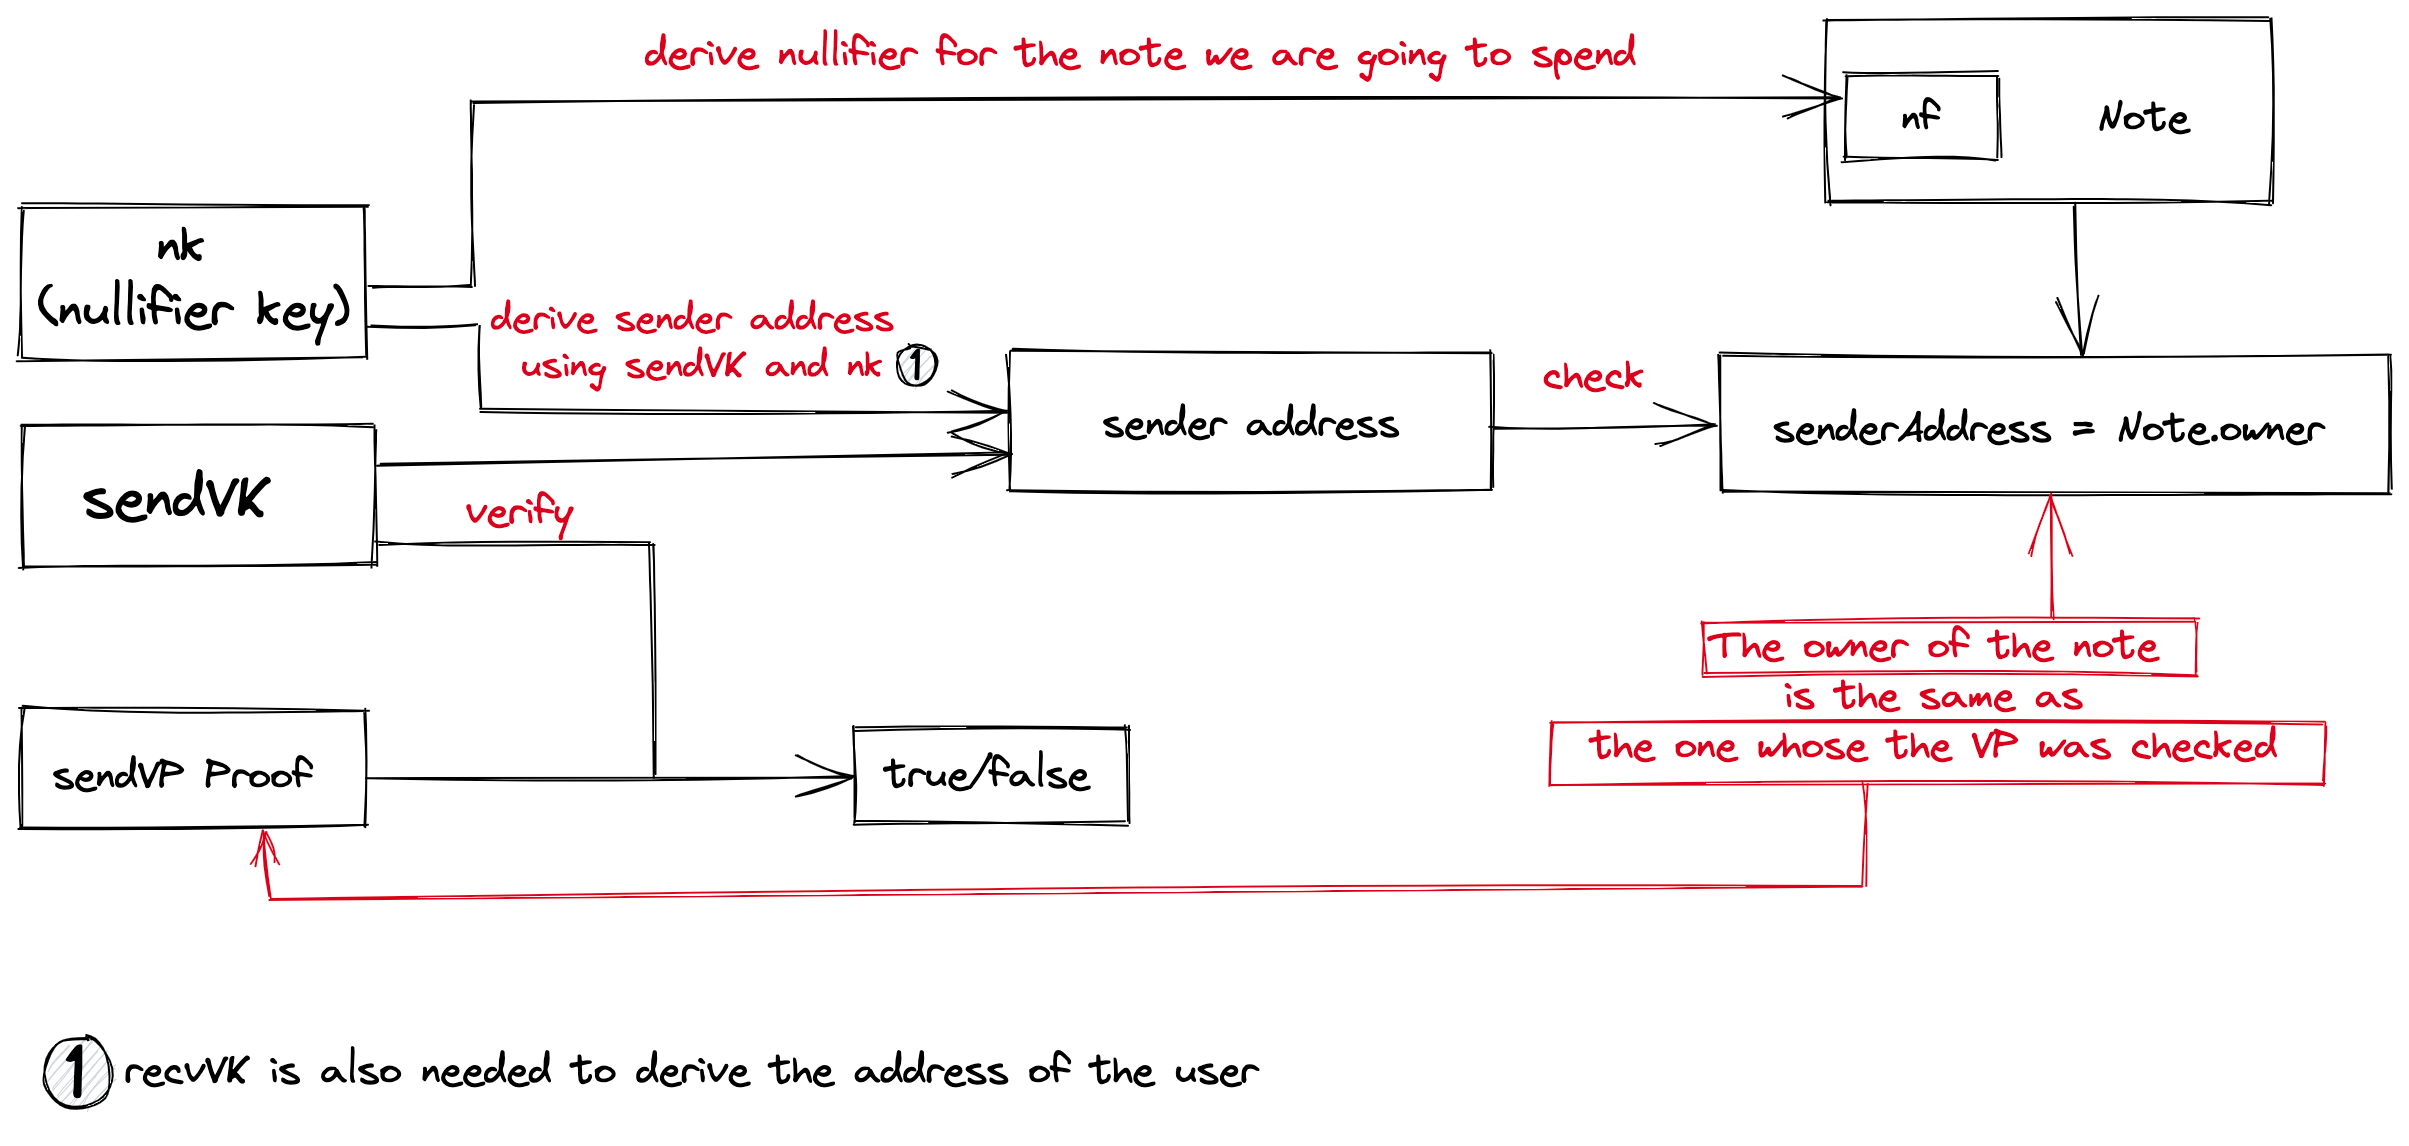 derive nullifier for the note we are going to spend
nf
Note
nk
(nullifier key)
derive sender address
using sendVK and nk 1
sender address
check
senderAddress = Note.owner
sendVK
verify
The owner of the note
is the same as
the one whose the VP was checked
sendVP Proof
true/false
1 recvVK is also needed to derive the address of the user